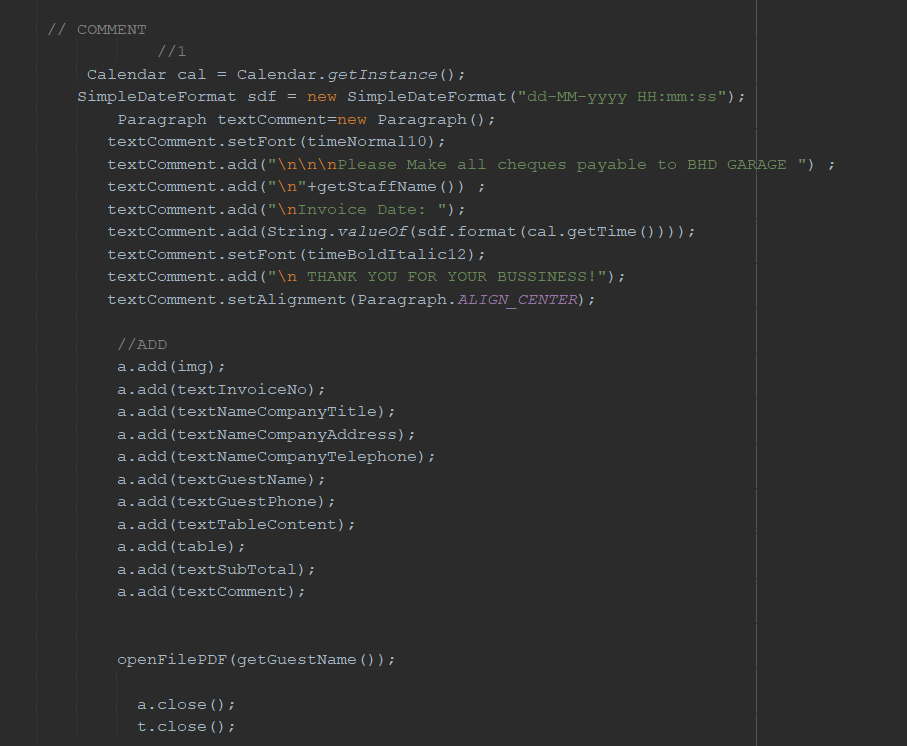 // COMMENT
//1
Calendar cal = Calendar.getInstance();
SimpleDateFormat sdf = new SimpleDateFormat("dd-MM-yyyy HH:mm:ss");
Paragraph textComment=new Paragraph();
textComment.setFont(timeNormal10);
textComment.add("\n\n\nPlease Make all cheques payable to BHD GARAGE ") ;
textComment.add("\n"+getStaffName()) ;
textComment.add("\nInvoice Date: ");
textComment.add(String.valueOf(sdf.format(cal.getTime())));
textComment.setFont(timeBoldItalic12);
textComment.add("\n THANK YOU FOR YOUR BUSSINESS!");
textComment.setAlignment(Paragraph.ALIGN_CENTER);
//ADD
a.add(img);
a.add(textInvoiceNo);
a.add(textNameCompanyTitle);
a.add(textNameCompanyAddress);
a.add(textNameCompanyTelephone);
a.add(textGuestName);
a.add(textGuestPhone);
a.add(textTableContent);
a.add(table);
a.add(textSubTotal);
a.add(textComment);
openFilePDF(getGuestName());
a.close();
t.close();